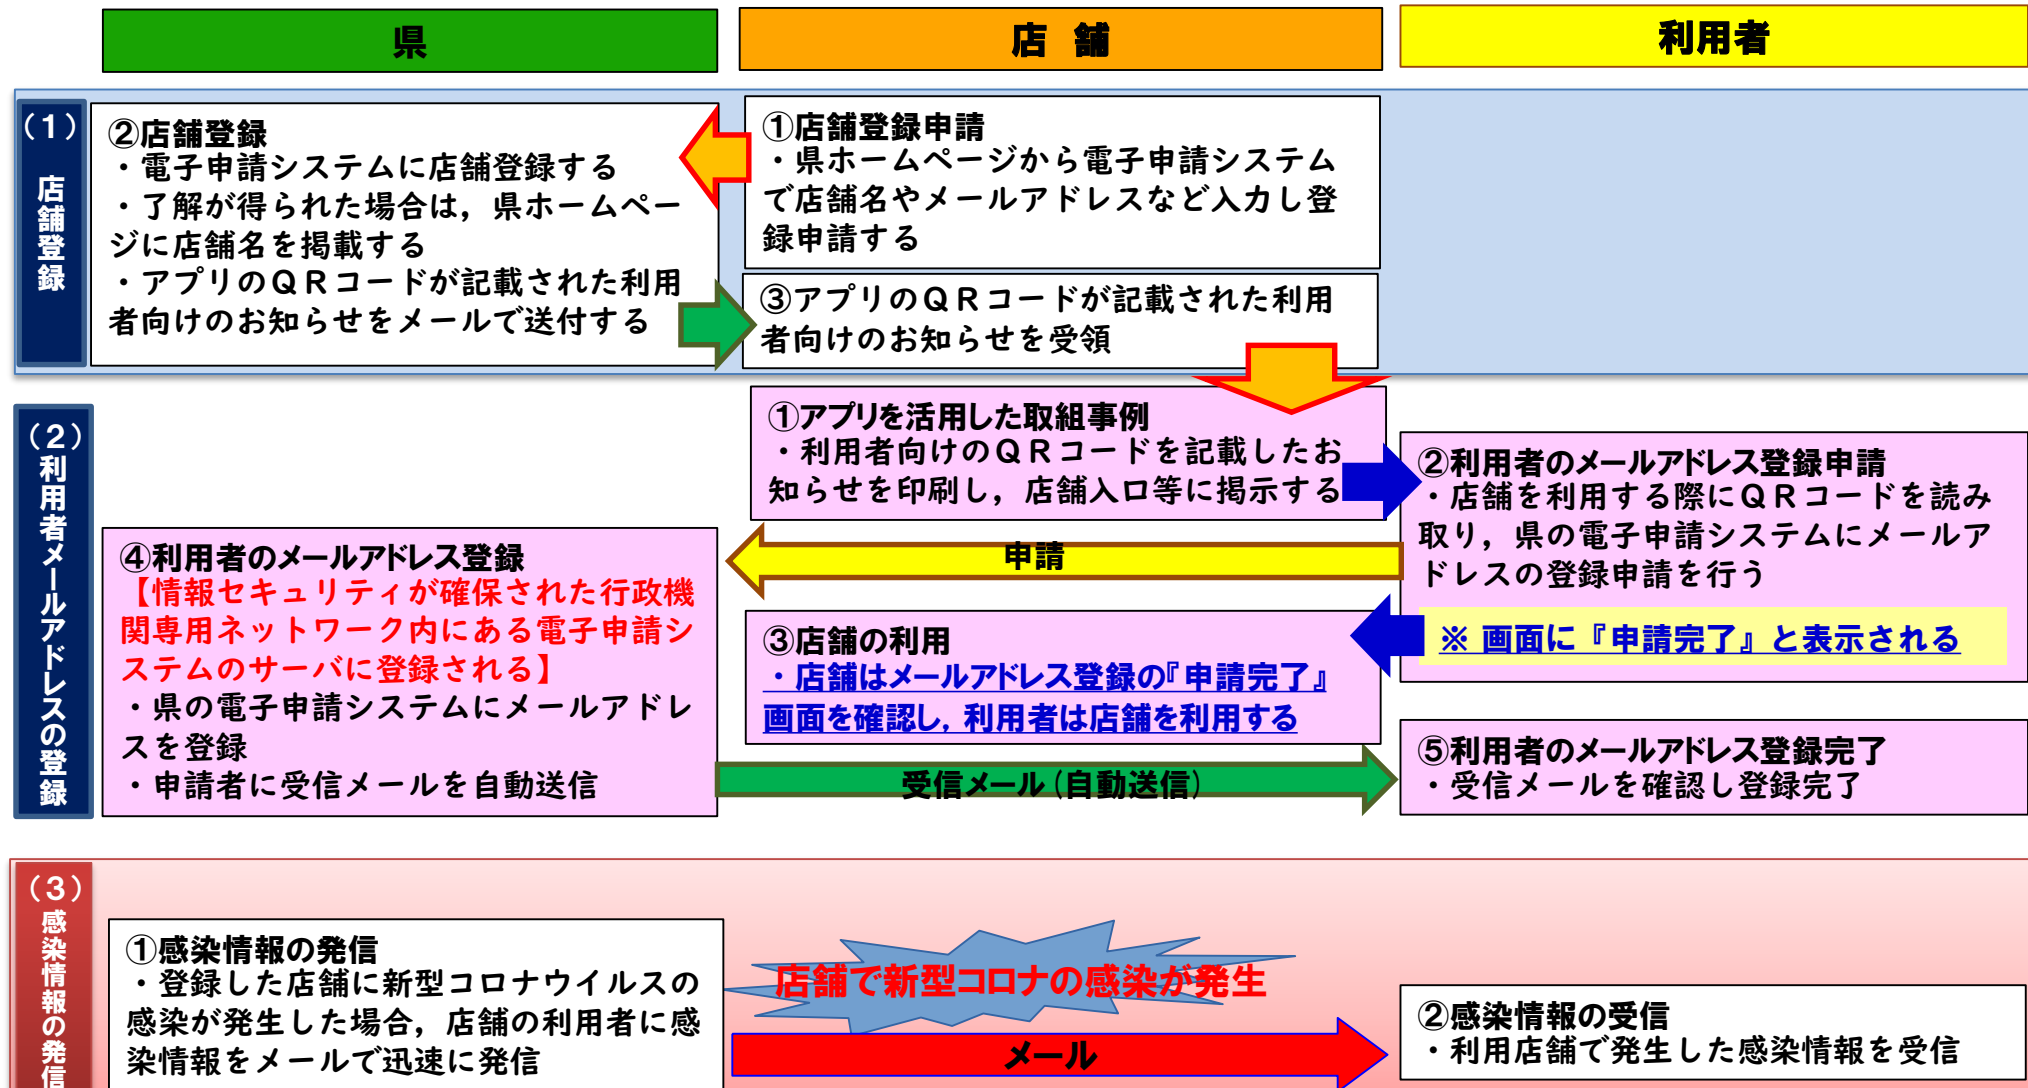 県
店 舗
利用者
(1)
店舗登録
②店舗登録
・電子申請システムに店舗登録する
・了解が得られた場合は，県ホームペー
ジに店舗名を掲載する
・アプリのＱＲコードが記載された利用
者向けのお知らせをメールで送付する
①店舗登録申請
・県ホームページから電子申請システム
で店舗名やメールアドレスなど入力し登
録申請する
③アプリのＱＲコードが記載された利用
者向けのお知らせを受領
(2)
利用者メールアドレスの登録
①アプリを活用した取組事例
・利用者向けのＱＲコードを記載したお
知らせを印刷し，店舗入口等に掲示する
②利用者のメールアドレス登録申請
・店舗を利用する際にＱＲコードを読み
取り，県の電子申請システムにメールア
ドレスの登録申請を行う
※ 画面に『申請完了』と表示される
申請
③店舗の利用
・店舗はメールアドレス登録の『申請完了』
画面を確認し，利用者は店舗を利用する
④利用者のメールアドレス登録
【情報セキュリティが確保された行政機
関専用ネットワーク内にある電子申請シ
ステムのサーバに登録される】
・県の電子申請システムにメールアドレ
スを登録
・申請者に受信メールを自動送信
受信メール（自動送信）
⑤利用者のメールアドレス登録完了
・受信メールを確認し登録完了
(3)
感染情報の発信
①感染情報の発信
・登録した店舗に新型コロナウイルスの
感染が発生した場合，店舗の利用者に感
染情報をメールで迅速に発信
店舗で新型コロナの感染が発生
メール
②感染情報の受信
・利用店舗で発生した感染情報を受信